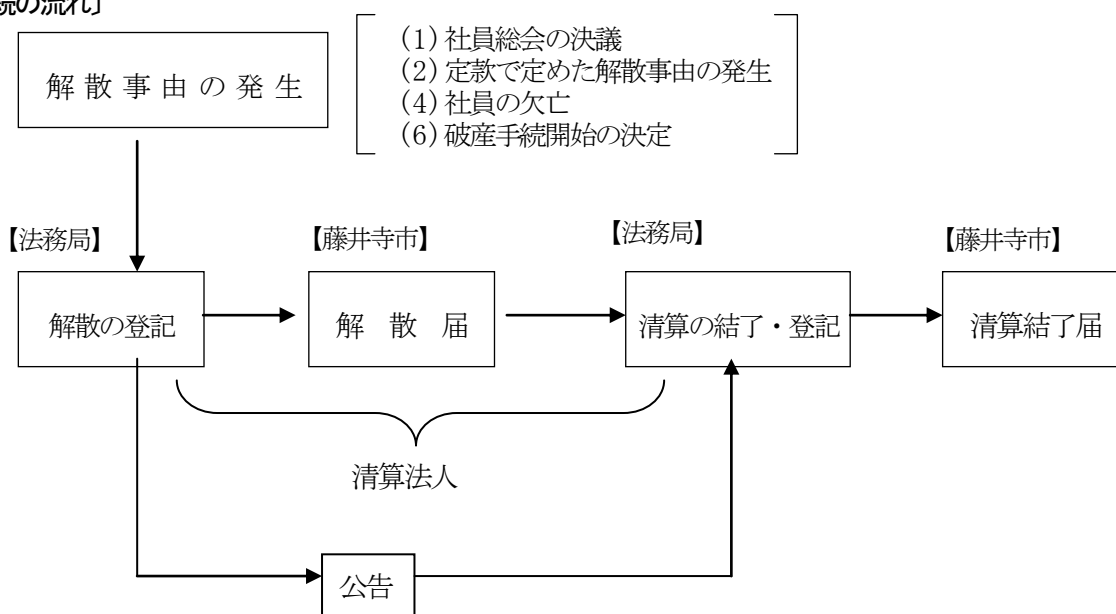 続の流れ〕
解散事由の発生
(1)社員総会の決議
(2)定款で定めた解散事由の発生
(4)社員の欠亡
(6)破産手続開始の決定
【法務局】
【藤井寺市】
【法務局】
【藤井寺市】
解散の登記
解散届
清算の結了・登記
清算結了届
清算法人
公告